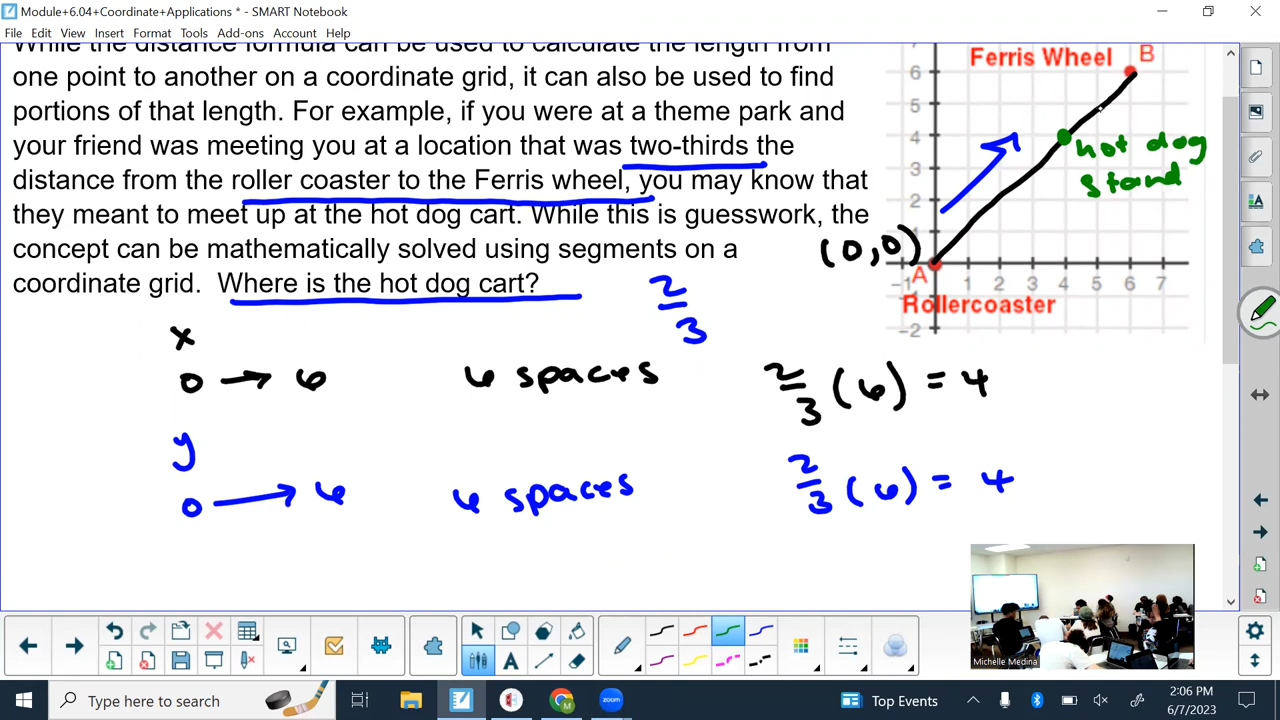 Module+6.04+Coordinate+Applications * - SMART Notebook
File Edit View Insert Format Tools Add-ons Account Help
While the distance formula can be used to calculate the length from
one point to another on a coordinate grid, it can also be used to find
portions of that length. For example, if you were at a theme park and
your friend was meeting you at a location that was two-thirds the
distance from the roller coaster to the Ferris wheel, you may know that
they meant to meet up at the hot dog cart. While this is guesswork, the
concept can be mathematically solved using segments on a
coordinate grid. Where is the hot dog cart?
7
Ferris Wheel B
6
5
4
hot dog
3
stand
2
1
(0,0)
A
-1 1 2 3 4 5 6 7
Rollercoaster
-2
2
3
x
0 → 6 6 spaces 2/3 (6) = 4
y
0 → 6 6 spaces 2/3 (6) = 4
Michelle Medina
Type here to search
zoom
Top Events
2:06 PM
6/7/2023